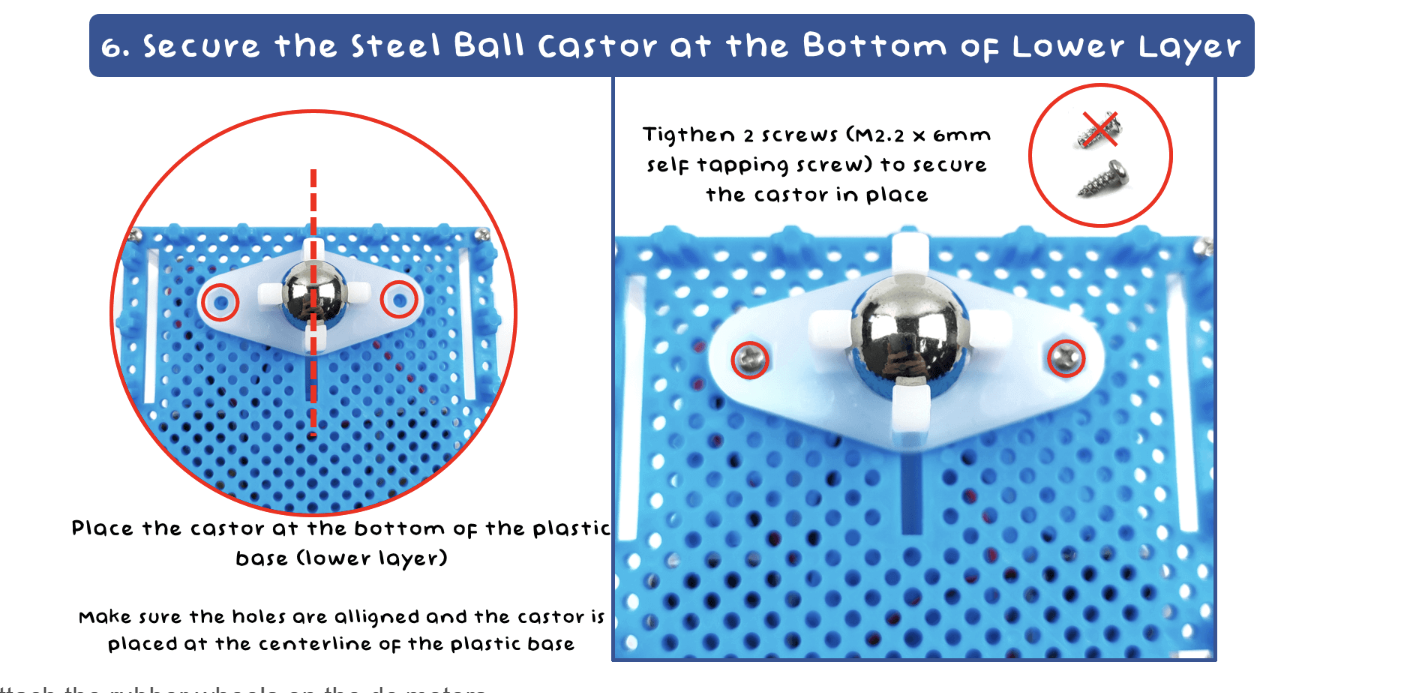 6. Secure the Steel Ball Castor at the Bottom of Lower Layer
Tigthen 2 screws (M2.2 x 6mm
self tapping screw) to secure
the castor in place
Place the castor at the bottom of the plastic
base (lower layer)
Make sure the holes are alligned and the castor is
placed at the centerline of the plastic base